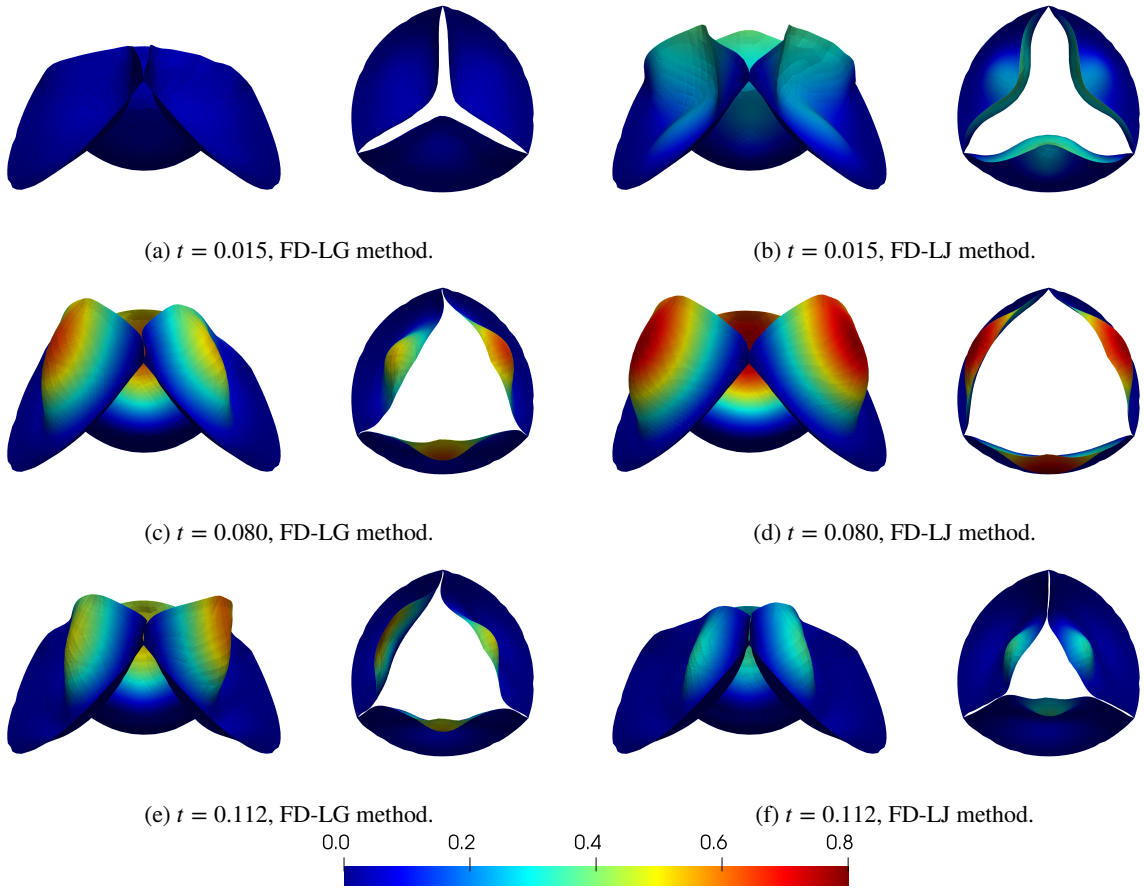 (a) t = 0.015, FD-LG method.
(b) t = 0.015, FD-LJ method.
(c) t = 0.080, FD-LG method.
(d) t = 0.080, FD-LJ method.
(e) t = 0.112, FD-LG method.
(f) t = 0.112, FD-LJ method.
0.0 0.2 0.4 0.6 0.8